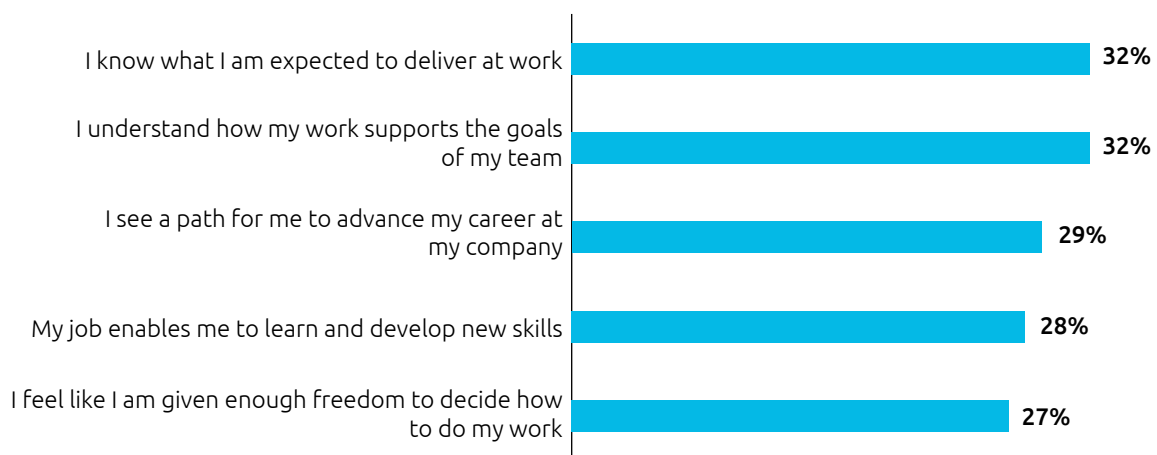 I know what I am expected to deliver at work
32%
I understand how my work supports the goals
of my team
32%
I see a path for me to advance my career at
my company
29%
My job enables me to learn and develop new skills
28%
I feel like I am given enough freedom to decide how
to do my work
27%